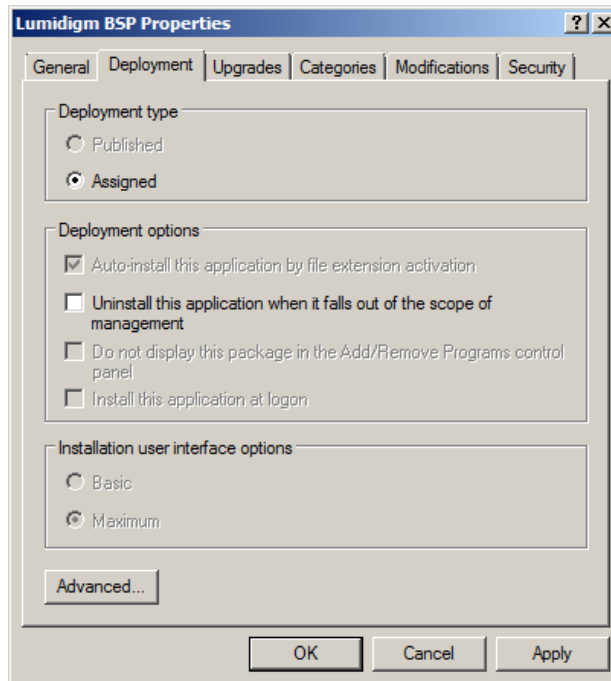 Lumidigm BSP Properties
General Deployment Upgrades Categories Modifications Security
Deployment type
Published
Assigned
Deployment options
Auto-install this application by file extension activation
Uninstall this application when it falls out of the scope of
management
Do not display this package in the Add/Remove Programs control
panel
Install this application at logon
Installation user interface options
Basic
Maximum
Advanced...
OK Cancel Apply